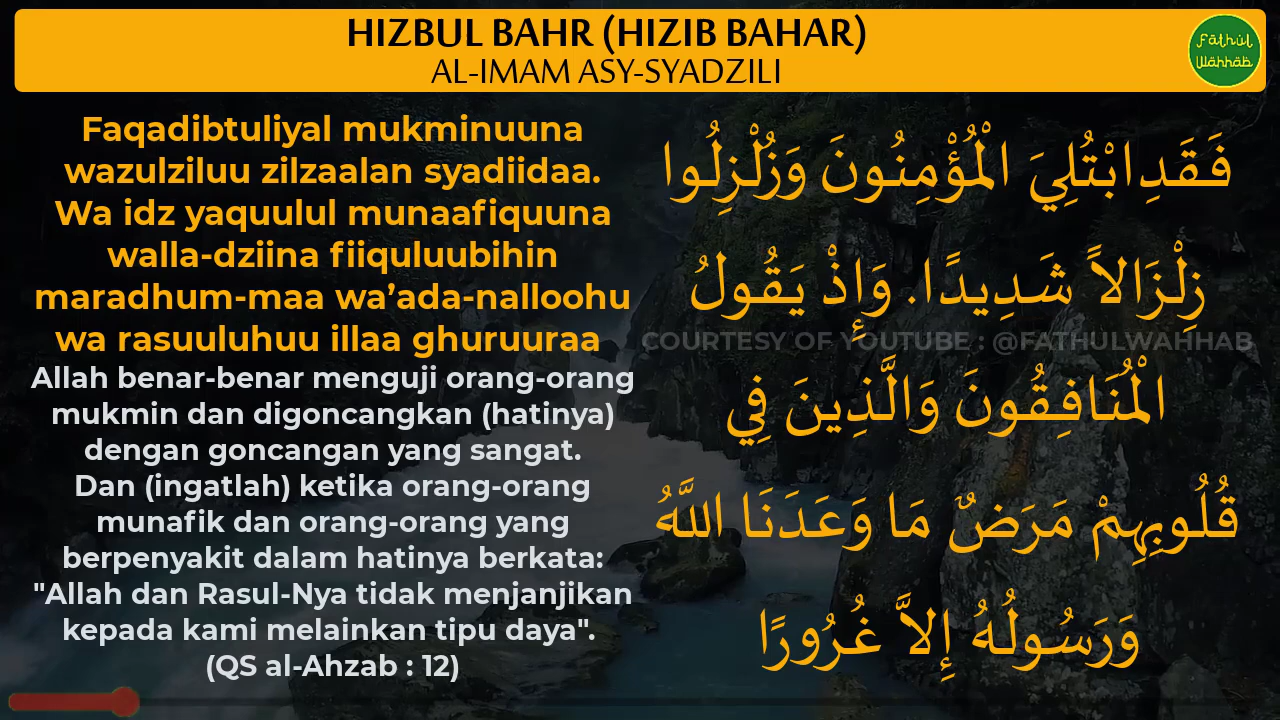 HIZBUL BAHR (HIZIB BAHAR)
AL-IMAM ASY-SYADZILI
Fāthul
Wāhhāb
Faqadibtuliyal mukminuuna
wazulziluu zilzaalan syadiidaa.
Wa idz yaquulul munaafiquuna
walla-dziina fiiquluubihin
maradhum-maa wa’ada-nalloohu
wa rasuuluhuu illaa ghuruuraa
Allah benar-benar menguji orang-orang
mukmin dan digoncangkan (hatinya)
dengan goncangan yang sangat.
Dan (ingatlah) ketika orang-orang
munafik dan orang-orang yang
berpenyakit dalam hatinya berkata:
"Allah dan Rasul-Nya tidak menjanjikan
kepada kami melainkan tipu daya".
(QS al-Ahzab : 12)
فَقَدِابْتُلِيَ الْمُؤْمِنُونَ وَزُلْزِلُوا
زِلْزَالاً شَدِيدًا. وَإِذْ يَقُولُ
COURTESY OF YOUTUBE : @FATHULWAHHAB
الْمُنَافِقُونَ وَالَّذِينَ فِي
قُلُوبِهِمْ مَرَضٌ مَا وَعَدَنَا اللَّهُ
وَرَسُولُهُ إِلاَّ غُرُورًا